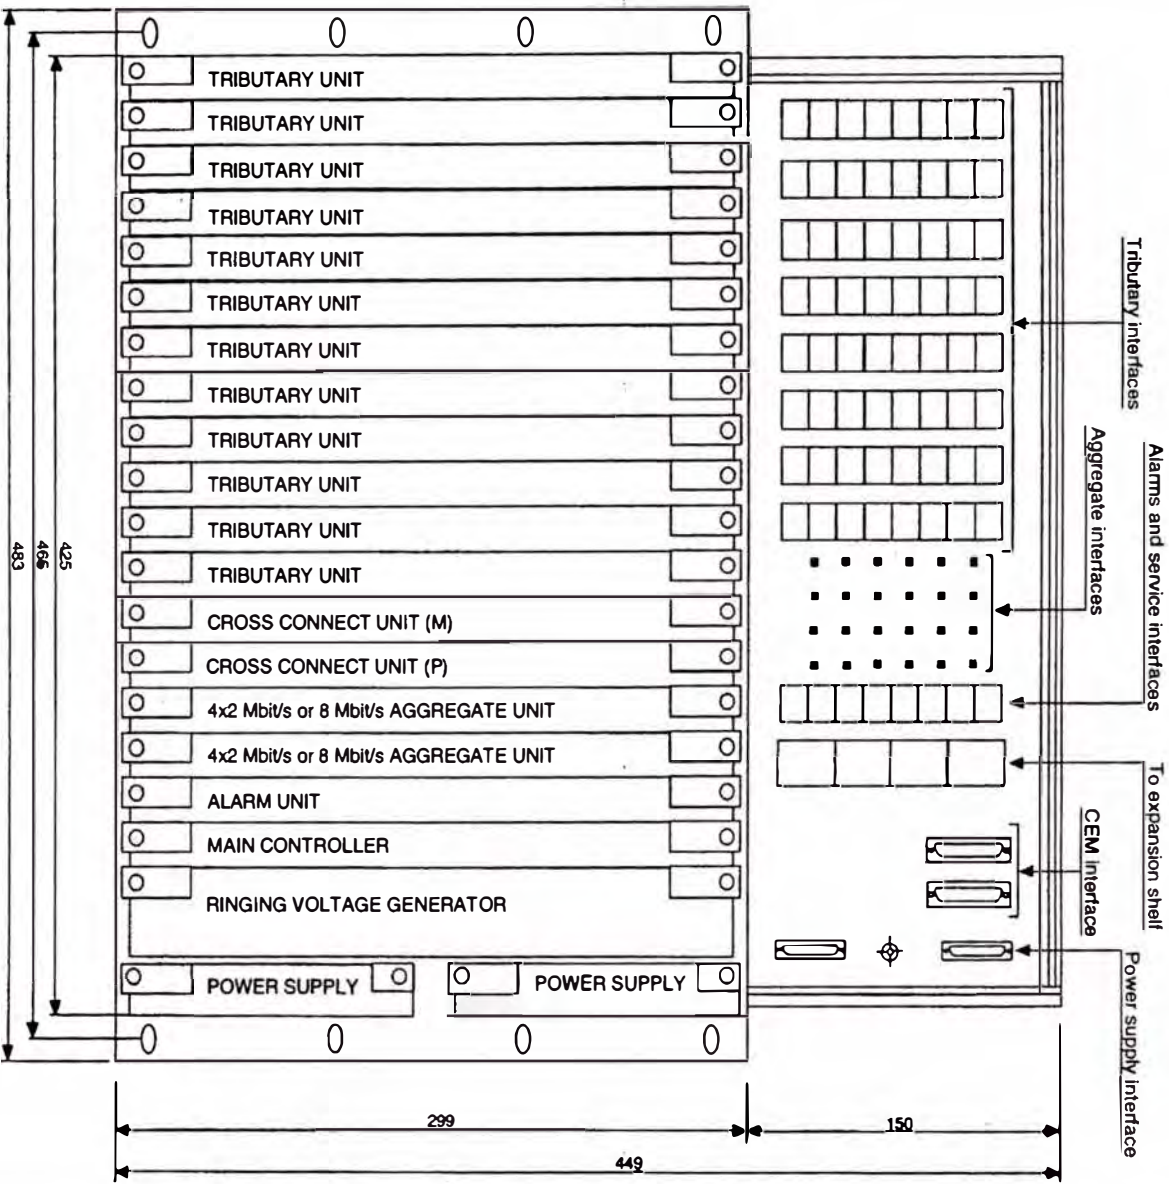 TRIBUTARY UNIT
TRIBUTARY UNIT
TRIBUTARY UNIT
TRIBUTARY UNIT
TRIBUTARY UNIT
TRIBUTARY UNIT
TRIBUTARY UNIT
TRIBUTARY UNIT
TRIBUTARY UNIT
TRIBUTARY UNIT
TRIBUTARY UNIT
TRIBUTARY UNIT
CROSS CONNECT UNIT (M)
CROSS CONNECT UNIT (P)
4x2 Mbit/s or 8 Mbit/s AGGREGATE UNIT
4x2 Mbit/s or 8 Mbit/s AGGREGATE UNIT
ALARM UNIT
MAIN CONTROLLER
RINGING VOLTAGE GENERATOR
POWER SUPPLY
POWER SUPPLY
Tributary interfaces
Aggregate interfaces
Alarms and service interfaces
To expansion shelf
CEM interface
Power supply interface
483
466
425
299
150
449